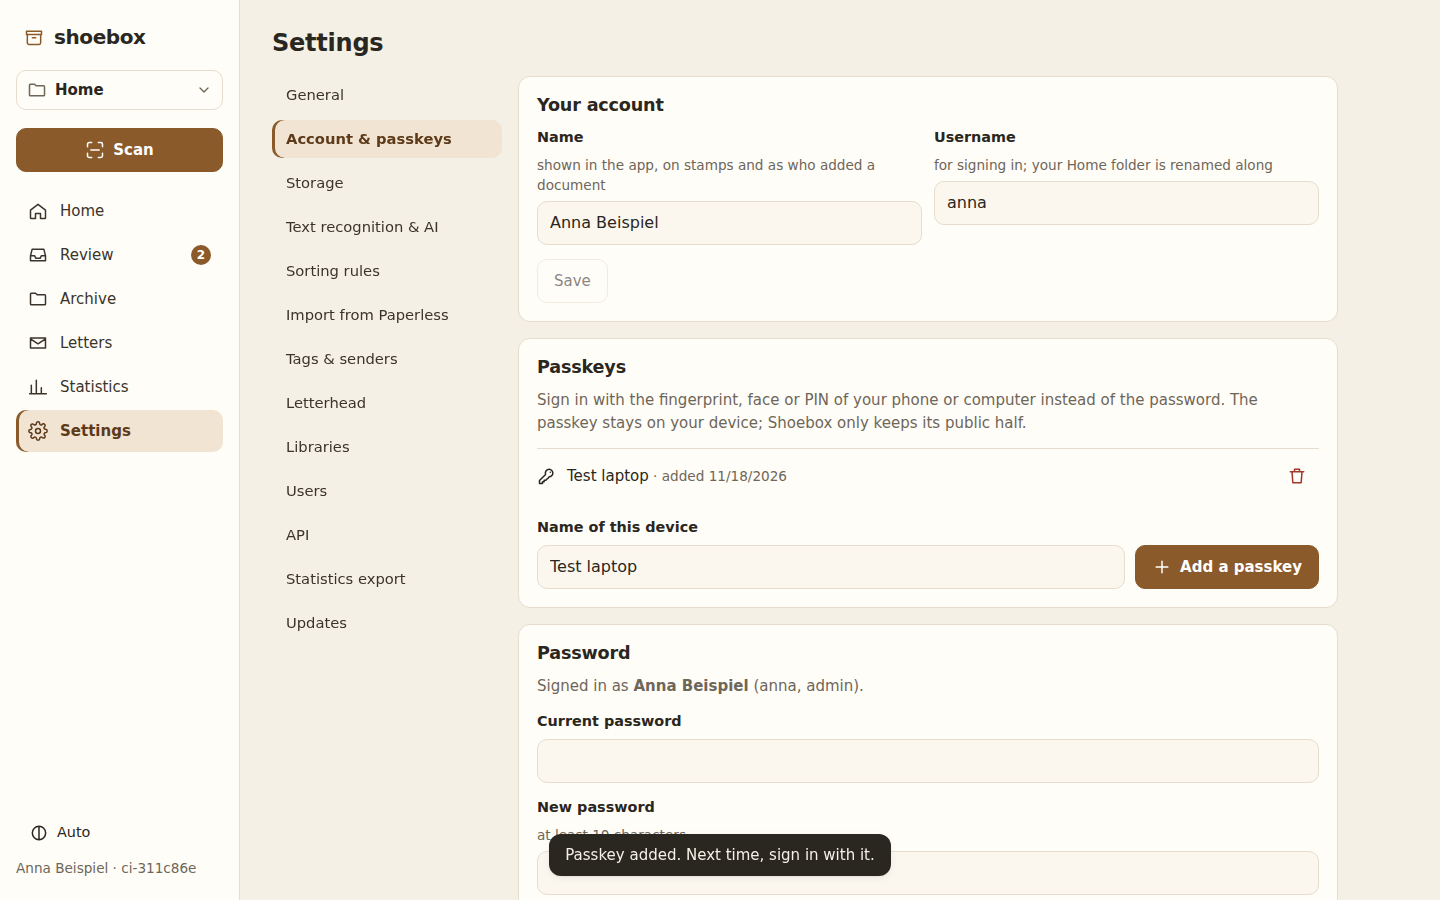 shoebox
Home
Scan
Home
Review 2
Archive
Letters
Statistics
Settings
Auto
Anna Beispiel · ci-311c86e
Settings
General
Account & passkeys
Storage
Text recognition & AI
Sorting rules
Import from Paperless
Tags & senders
Letterhead
Libraries
Users
API
Statistics export
Updates
Your account
Name
shown in the app, on stamps and as who added a
document
Anna Beispiel
Username
for signing in; your Home folder is renamed along
anna
Save
Passkeys
Sign in with the fingerprint, face or PIN of your phone or computer instead of the password. The
passkey stays on your device; Shoebox only keeps its public half.
Test laptop · added 11/18/2026
Name of this device
Test laptop
Add a passkey
Password
Signed in as Anna Beispiel (anna, admin).
Current password
New password
at least 10 characters
Passkey added. Next time, sign in with it.